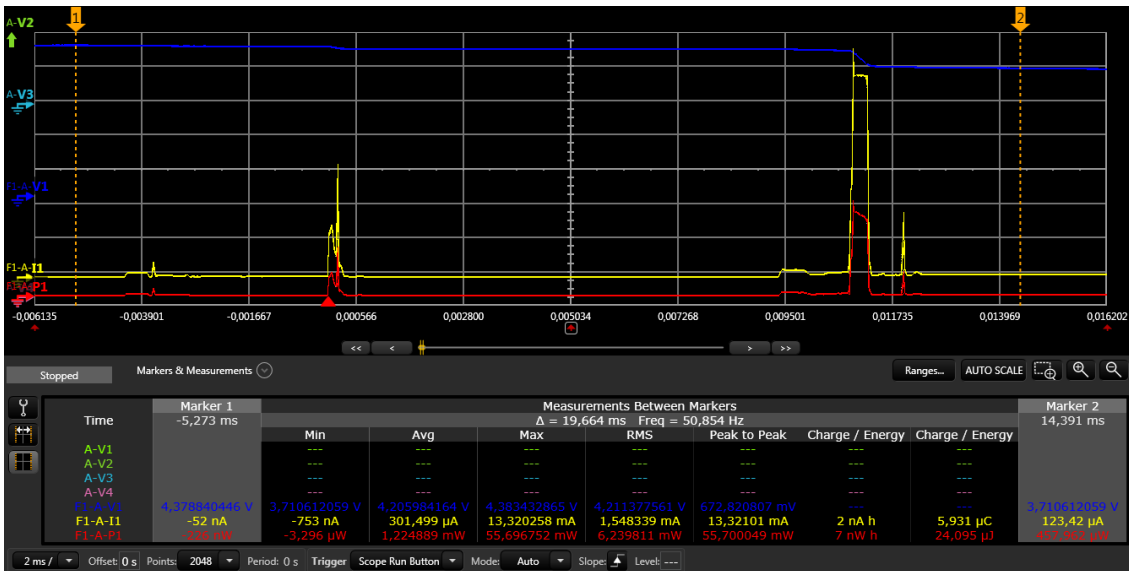 A-V2
1
2
A-V3
F1-A-V1
F1-A-I1
F1-A-P1
-0,006135 -0,003901 -0,001667 0,000566 0,002800 0,005034 0,007268 0,009501 0,011735 0,013969 0,016202
<< < > >>
Stopped
Markers & Measurements
Ranges...
AUTO SCALE
Marker 1 Measurements Between Markers Marker 2
Time -5,273 ms Δ = 19,664 ms Freq = 50,854 Hz 14,391 ms
Min Avg Max RMS Peak to Peak Charge / Energy Charge / Energy
A-V1 --- --- --- --- --- --- ---
A-V2 --- --- --- --- --- --- ---
A-V3 --- --- --- --- --- --- ---
A-V4 --- --- --- --- --- --- ---
F1-A-V1 4,378840446 V 3,710612059 V 4,205984164 V 4,383432865 V 4,211377561 V 672,820807 mV --- --- 3,710612059 V
F1-A-I1 -52 nA -753 nA 301,499 µA 13,320258 mA 1,548339 mA 13,32101 mA 2 nA h 5,931 µC 123,42 µA
F1-A-P1 -3,296 µW 1,224889 mW 55,696752 mW 6,239811 mW 55,700049 mW 7 nW h 24,095 µJ
2 ms / Offset: 0 s Points: 2048 Period: 0 s Trigger Scope Run Button Mode: Auto Slope: Level: ---